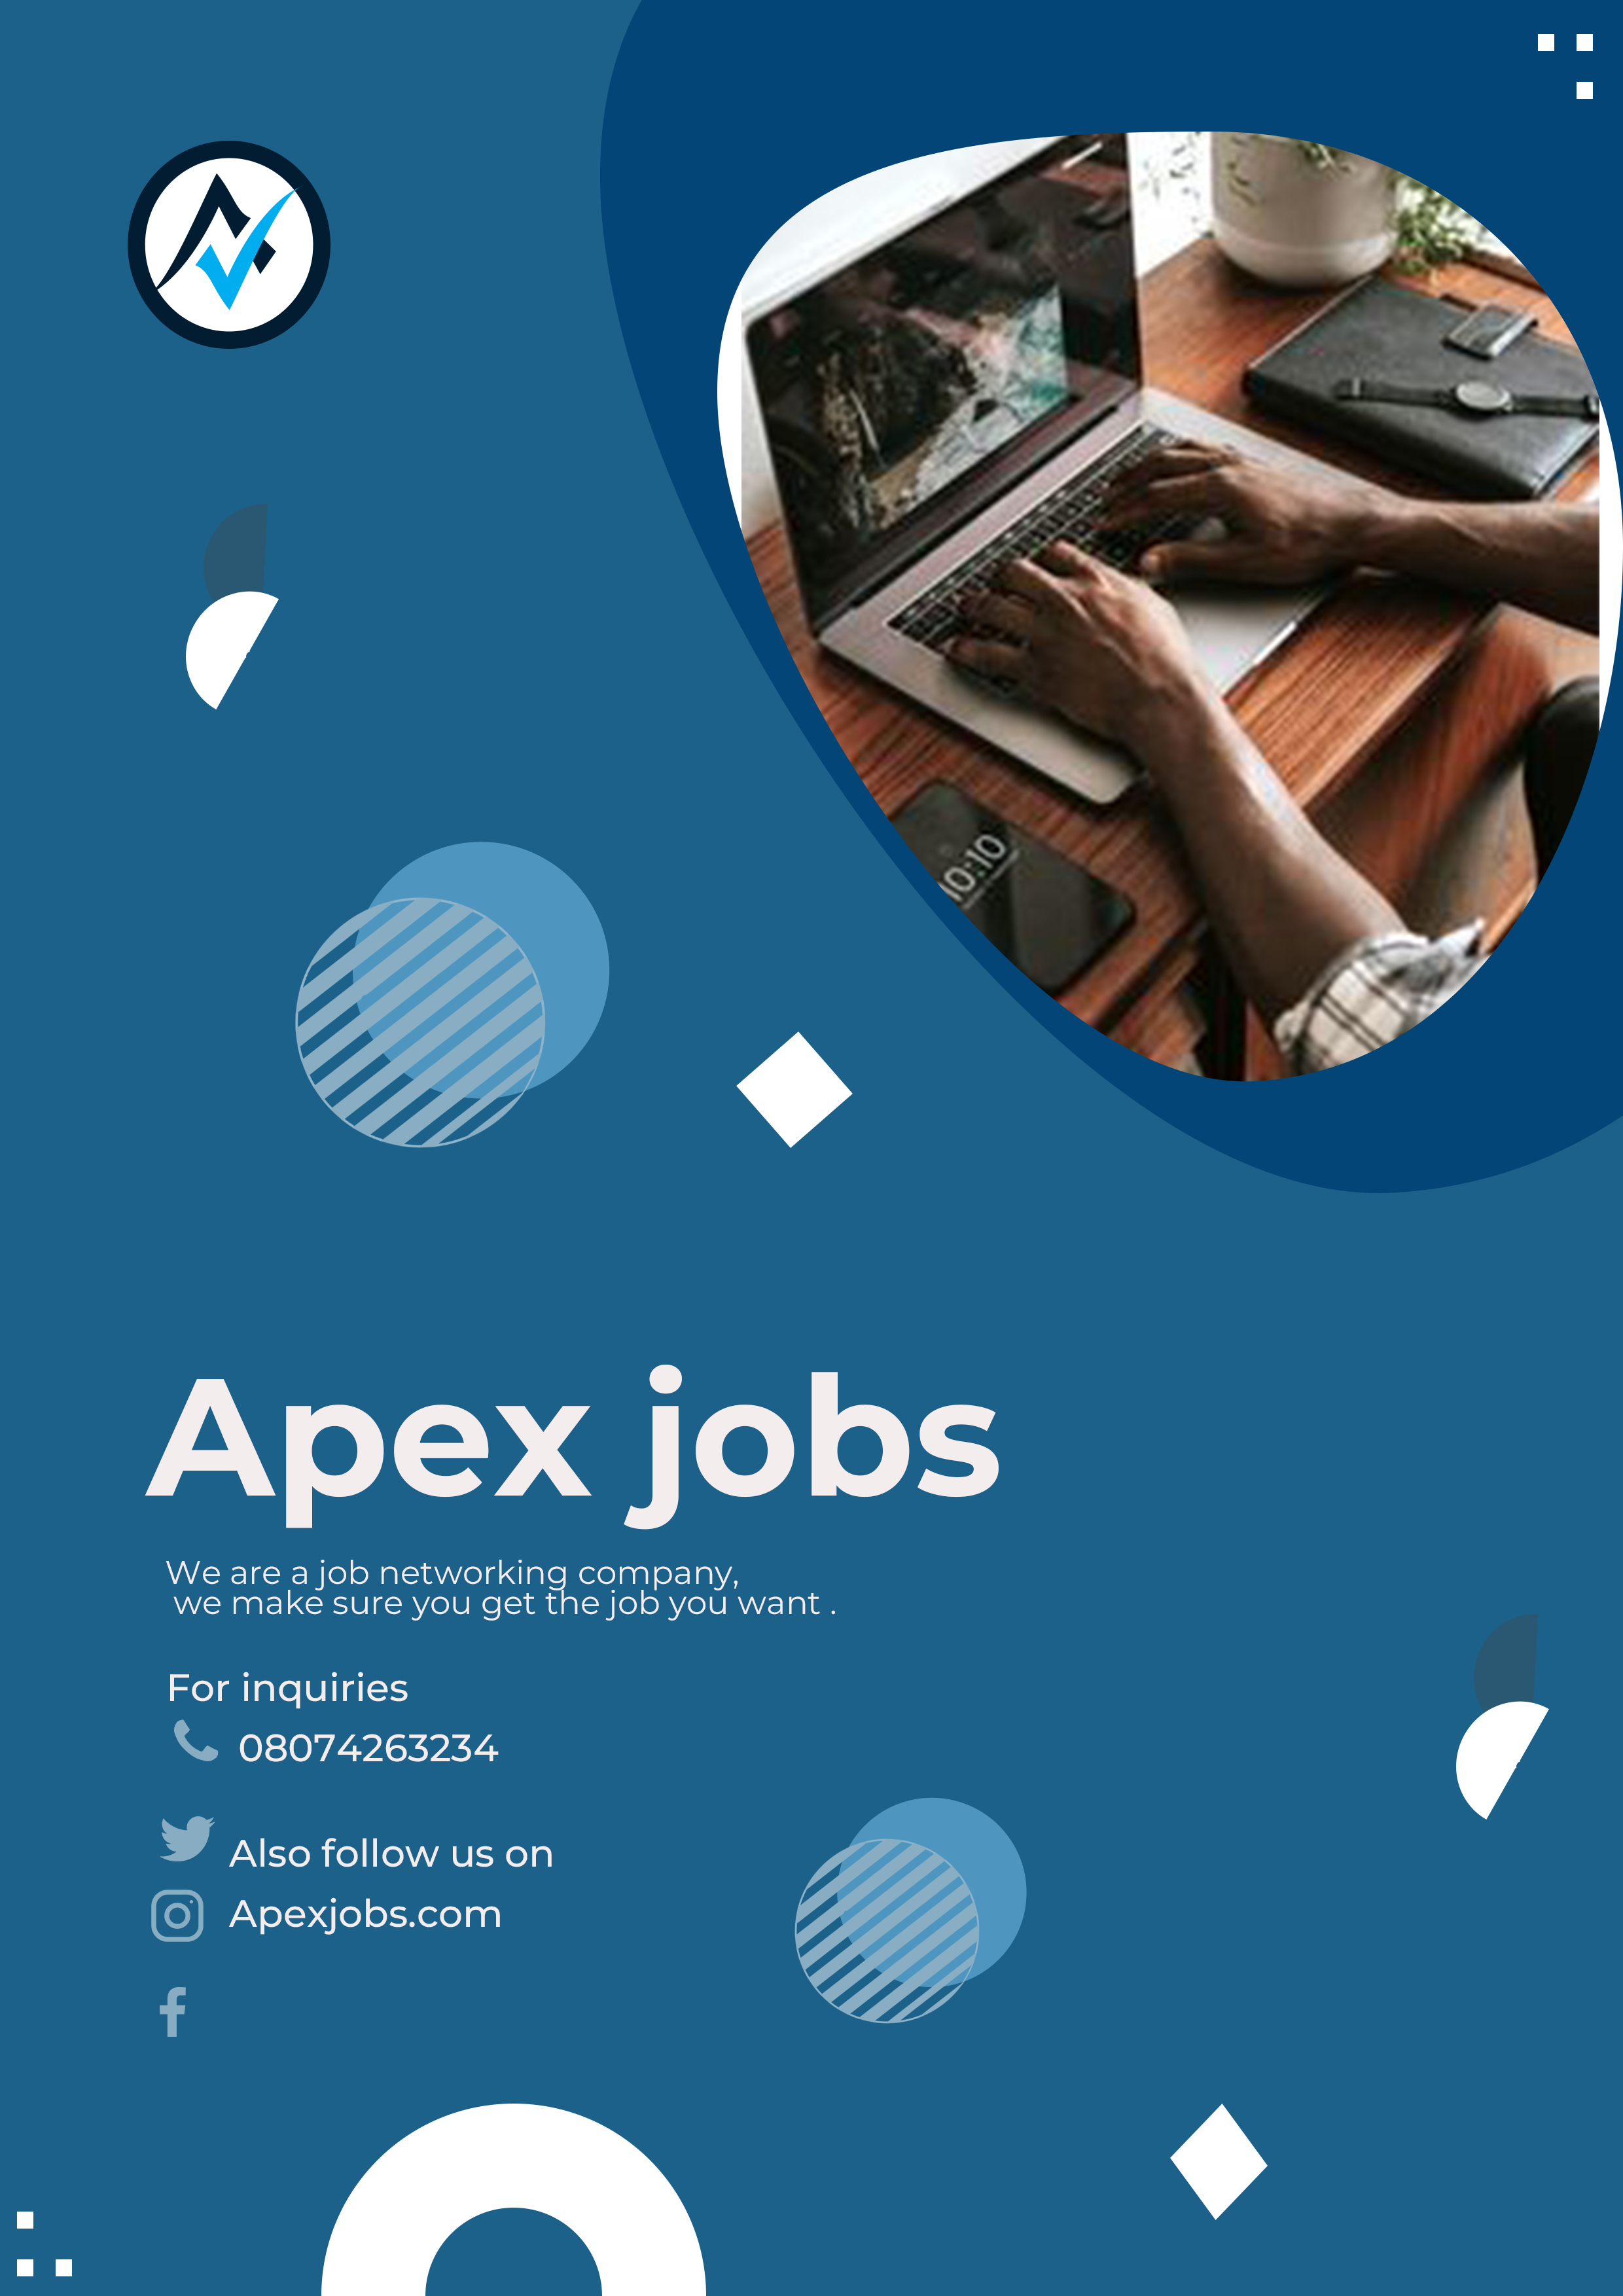 10:10
Apex jobs
We are a job networking company,
we make sure you get the job you want .
For inquiries
08074263234
Also follow us on
Apexjobs.com